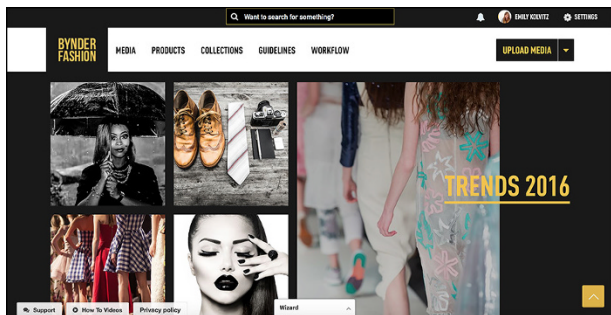 Want to search for something?
EMILY KOLVITZ
SETTINGS
BYNDER
FASHION
MEDIA
PRODUCTS
COLLECTIONS
GUIDELINES
WORKFLOW
UPLOAD MEDIA
TRENDS 2016
Support
How To Videos
Privacy policy
Wizard